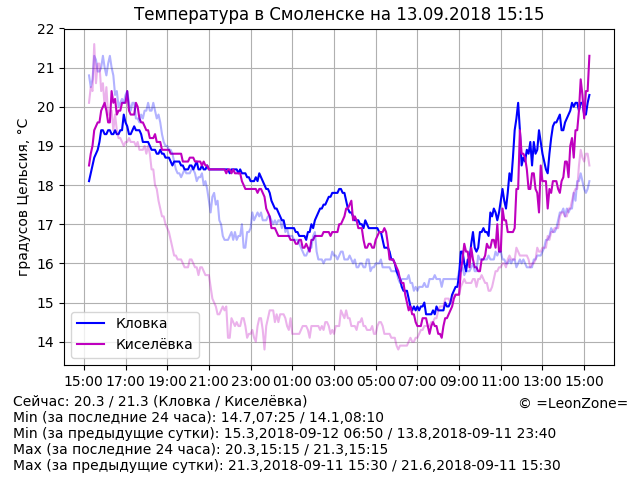 Температура в Смоленске на 13.09.2018 15:15
градусов Цельсия, °C
22
21
20
19
18
17
16
15
14
Кловка
Киселёвка
15:00 17:00 19:00 21:00 23:00 01:00 03:00 05:00 07:00 09:00 11:00 13:00 15:00
Сейчас: 20.3 / 21.3 (Кловка / Киселёвка)
© =LeonZone=
Min (за последние 24 часа): 14.7,07:25 / 14.1,08:10
Min (за предыдущие сутки): 15.3,2018-09-12 06:50 / 13.8,2018-09-11 23:40
Max (за последние 24 часа): 20.3,15:15 / 21.3,15:15
Max (за предыдущие сутки): 21.3,2018-09-11 15:30 / 21.6,2018-09-11 15:30